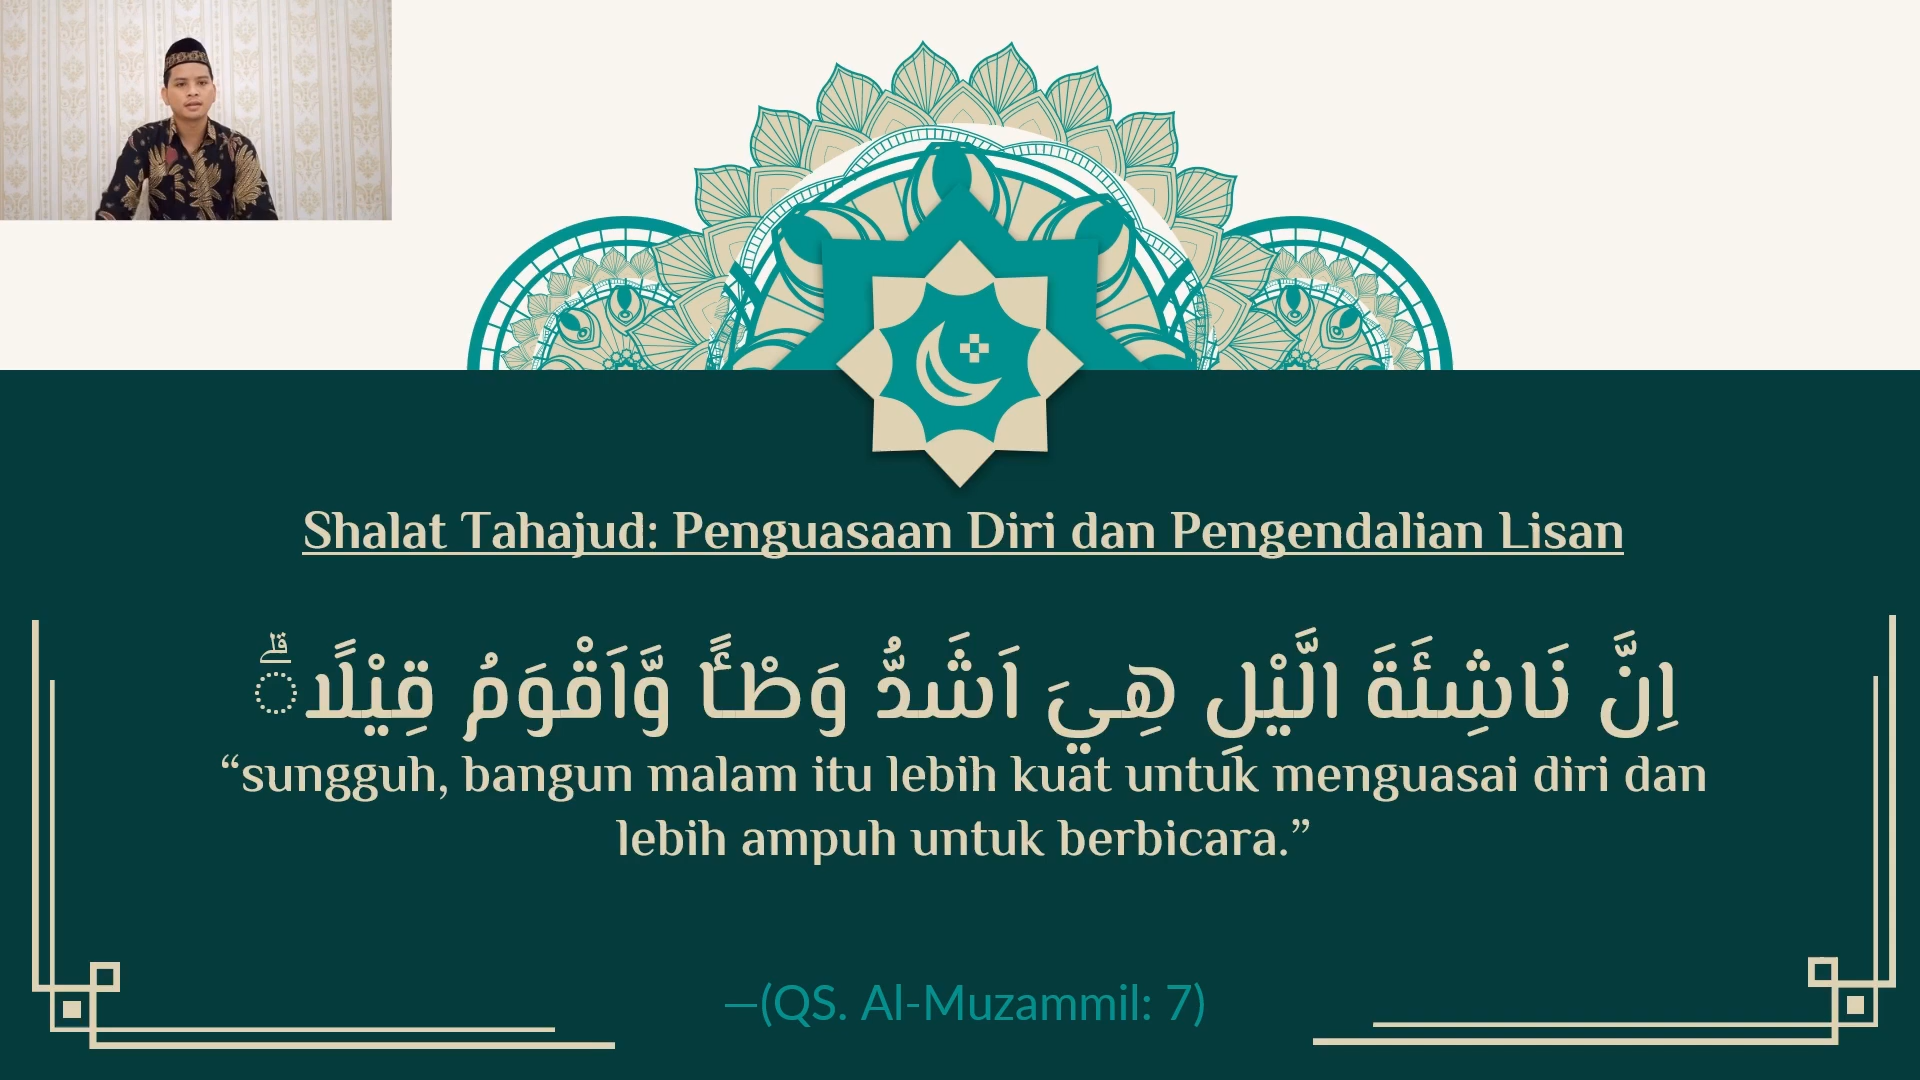 Shalat Tahajud: Penguasaan Diri dan Pengendalian Lisan
اِنَّ نَاشِئَةَ الَّيْلِ هِيَ اَشَدُّ وَطْـًٔا وَّاَقْوَمُ قِيْلًاۗ
“sungguh, bangun malam itu lebih kuat untuk menguasai diri dan
lebih ampuh untuk berbicara.”
—(QS. Al-Muzammil: 7)